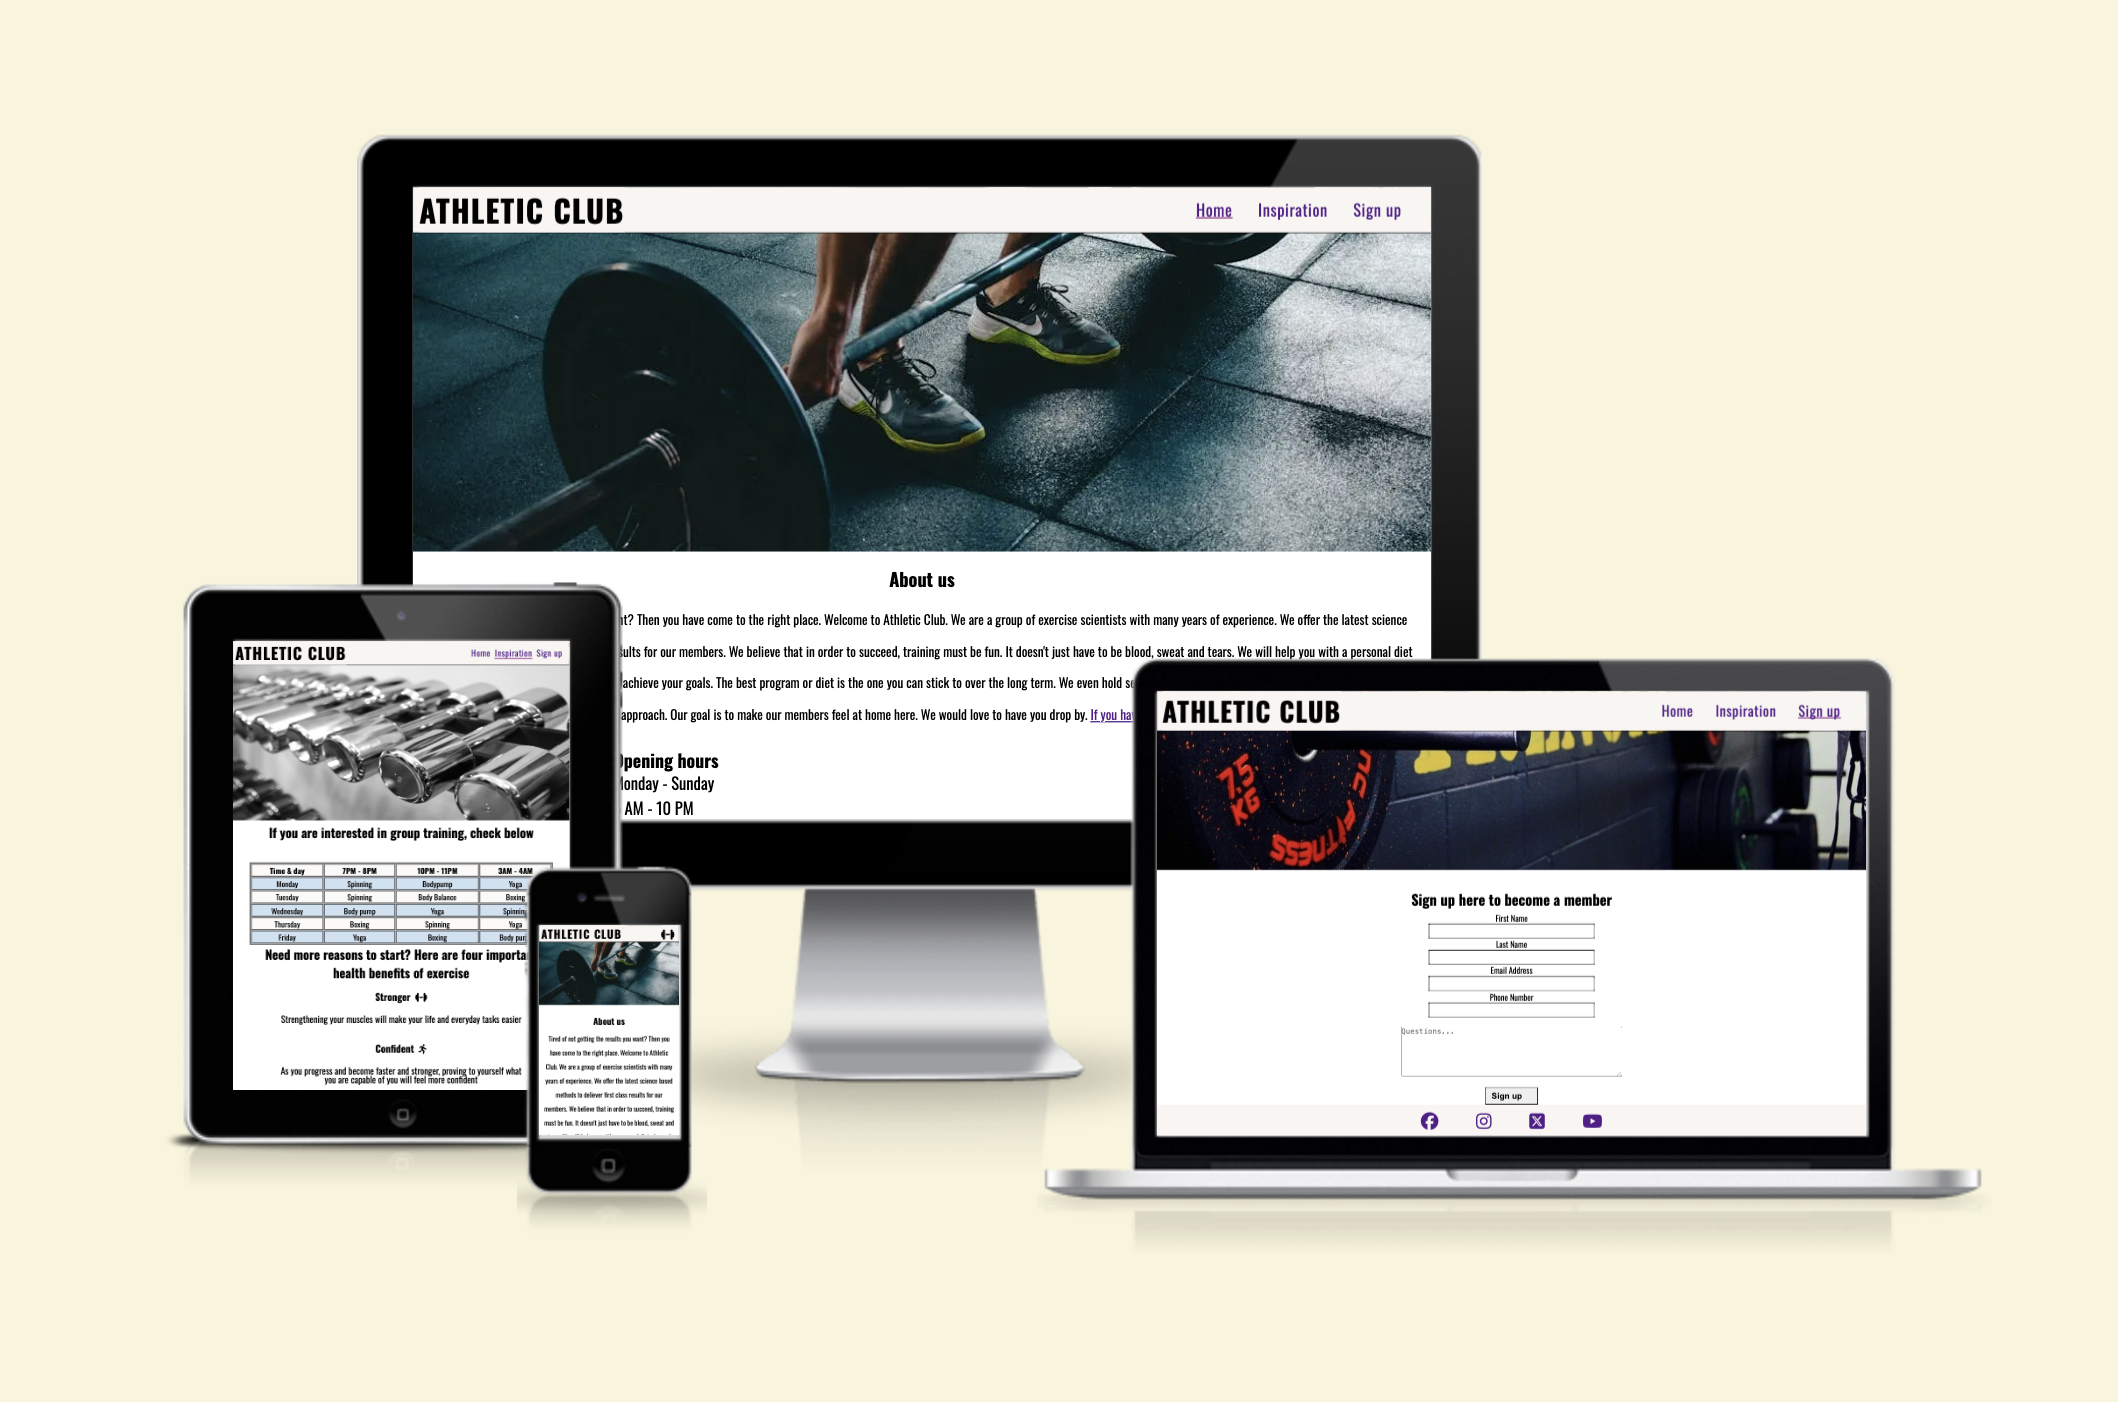 ATHLETIC CLUB
Home Inspiration Sign up
About us
Then you have come to the right place. Welcome to Athletic Club. We are a group of exercise scientists with many years of experience. We offer the latest science
for our members. We believe that in order to succeed, training must be fun. It doesn't just have to be blood, sweat and tears. We will help you with a personal diet
achieve your goals. The best program or diet is the one you can stick to over the long term. We even hold
approach. Our goal is to make our members feel at home here. We would love to have you drop by. If you
hours
- Sunday
AM - 10 PM
ATHLETIC CLUB
Home Inspiration Sign up
If you are interested in group training, check below
Time & day 7PM - 8PM 10PM - 11PM 3AM - 4AM
Monday Spinning Bodypump Yoga
Tuesday Spinning Body Balance Boxing
Wednesday Body pump Yoga Spinning
Thursday Boxing Spinning Yoga
Friday Yoga Boxing Body
Need more reasons to start? Here are four
health benefits of exercise
Stronger
Strengthening your muscles will make your life and everyday tasks easier
Confident
As you progress and become faster and stronger, proving to yourself what
you are capable of you will feel more confident
ATHLETIC CLUB
About us
Tired of not getting the results you want? Then you
have come to the right place. Welcome to Athletic
Club. We are a group of exercise scientists with many
years of experience. We offer the latest science based
methods to deliever first class results for our
members. We believe that in order to succeed, training
must be fun. It doesn't just have to be blood, sweat and
ATHLETIC CLUB
Home Inspiration Sign up
7.5
KG
FITNESS
Sign up here to become a member
First Name
Last Name
Email Address
Phone Number
Questions...
Sign up